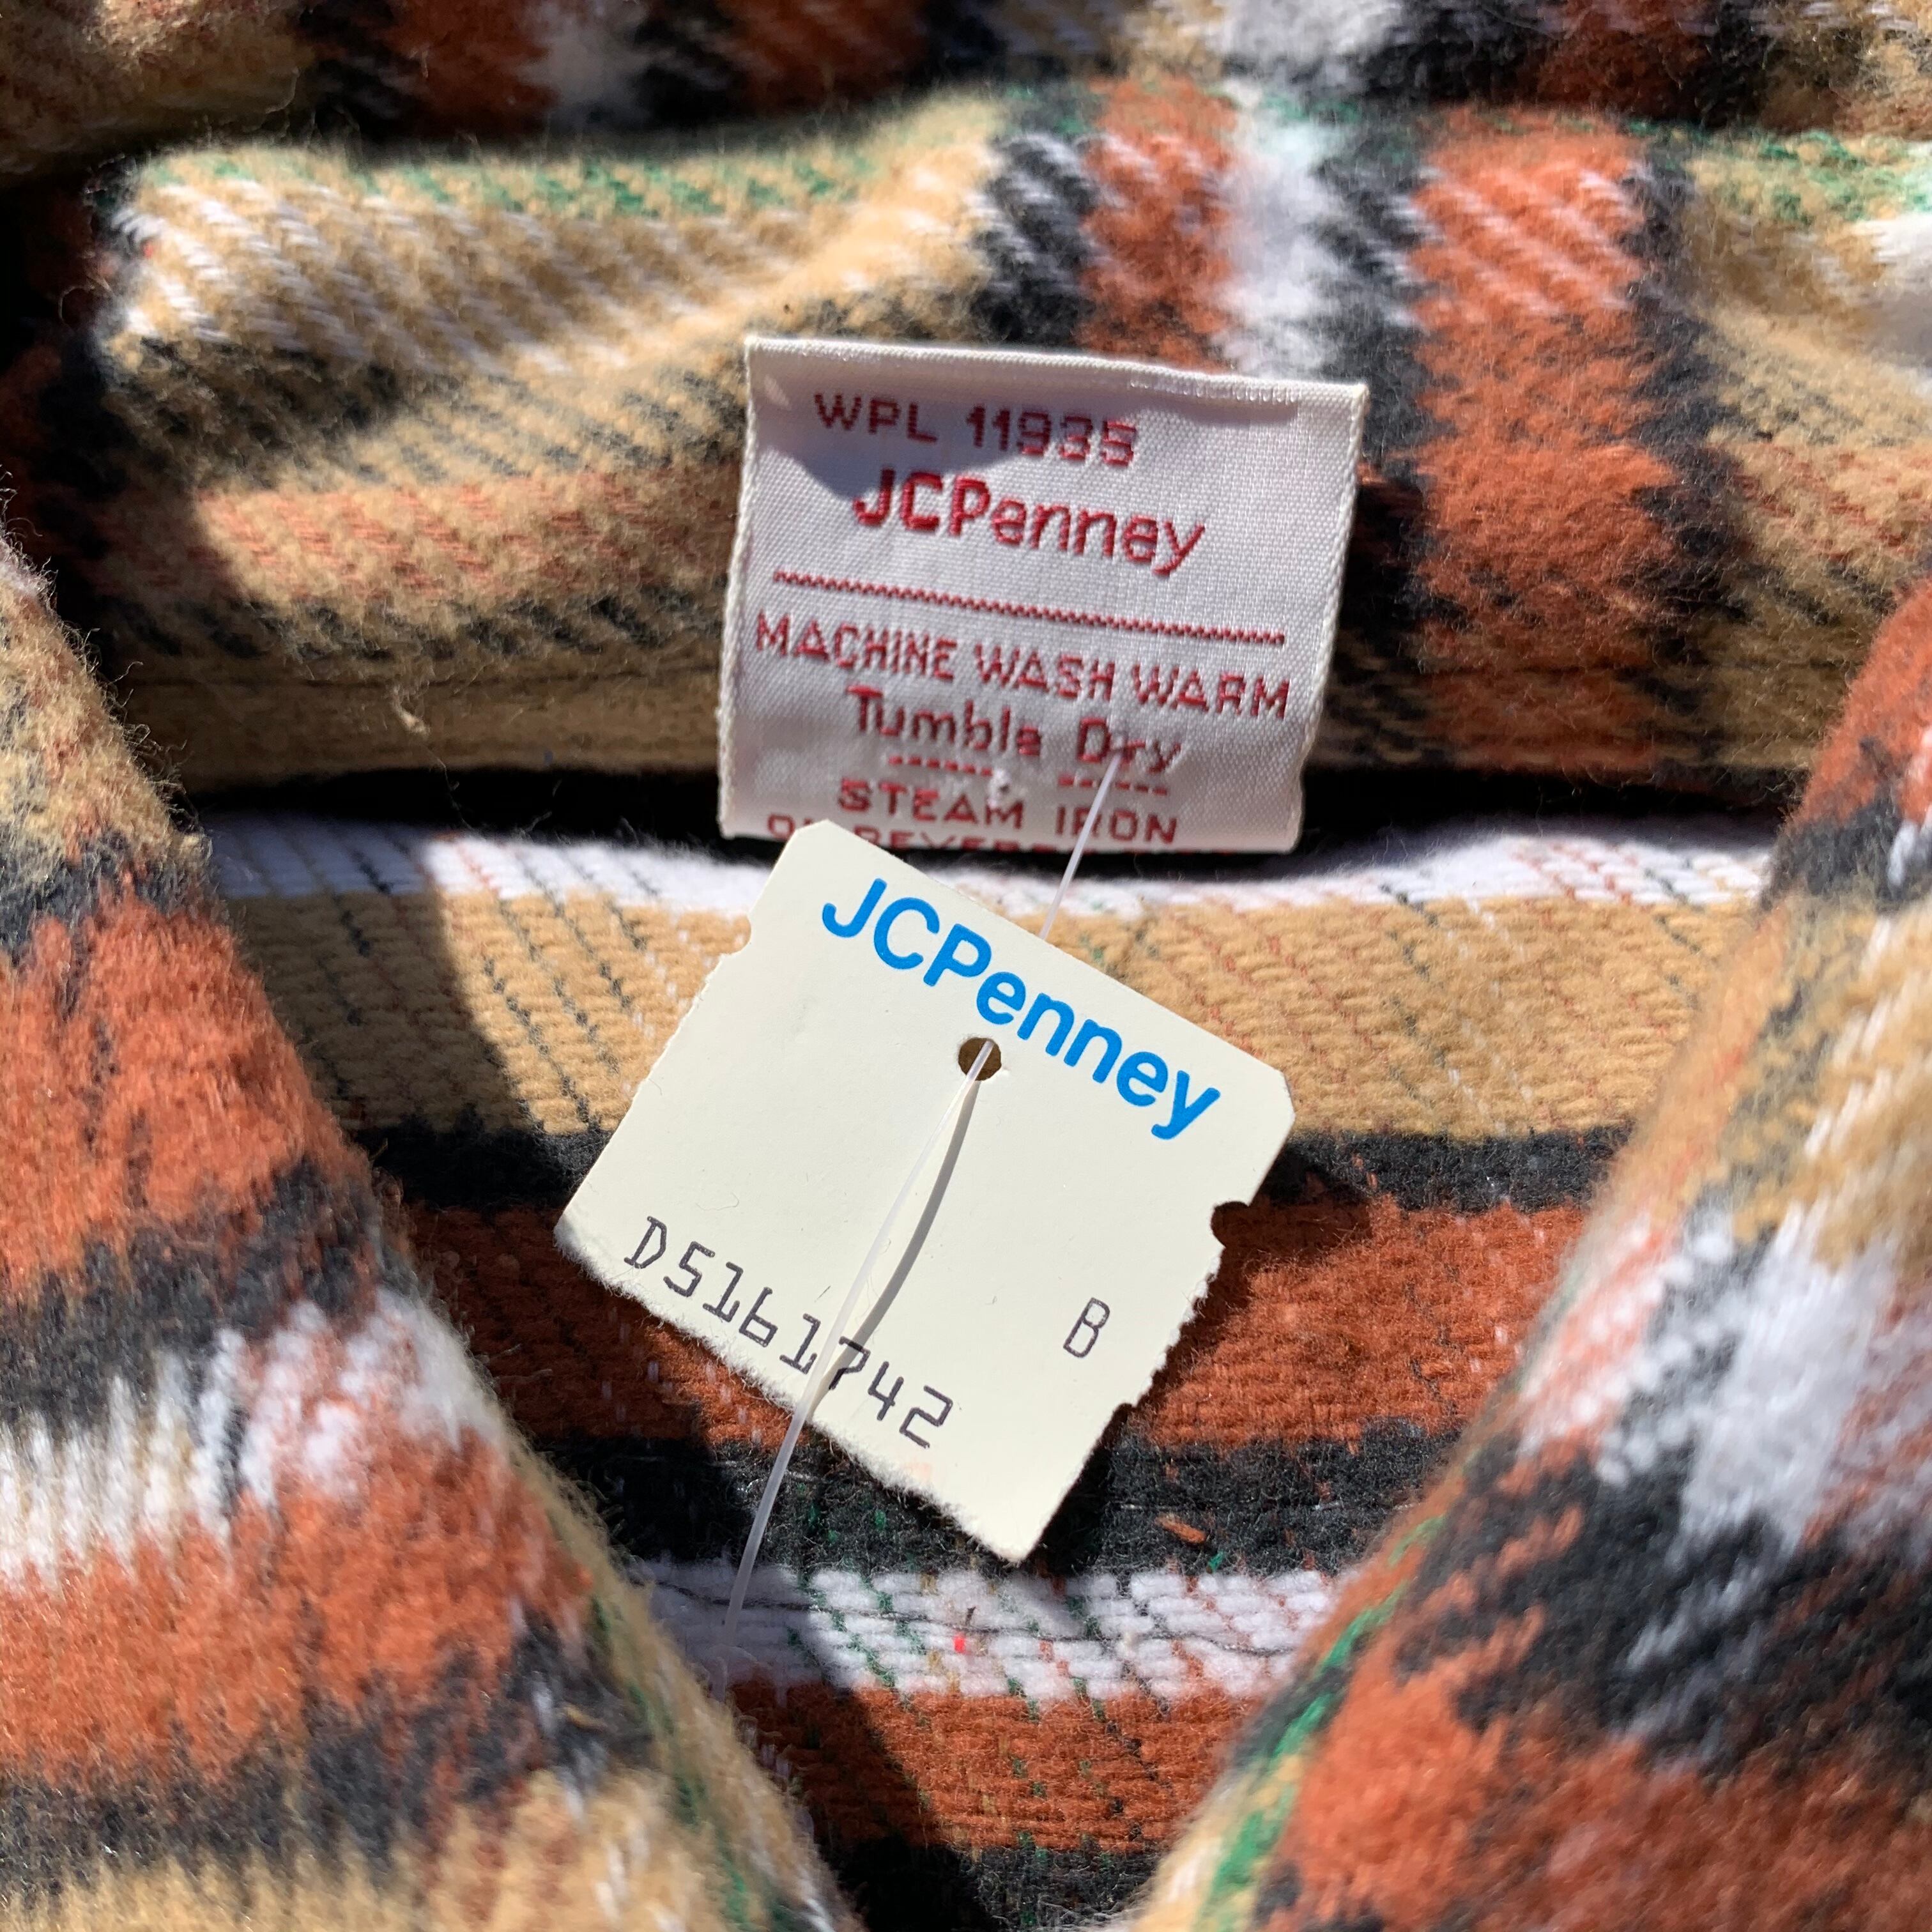 WPL 11935
JCPenney
MACHINE WASH WARM
Tumble Dry
STEAM IRON
JCPenney
B
D5161742